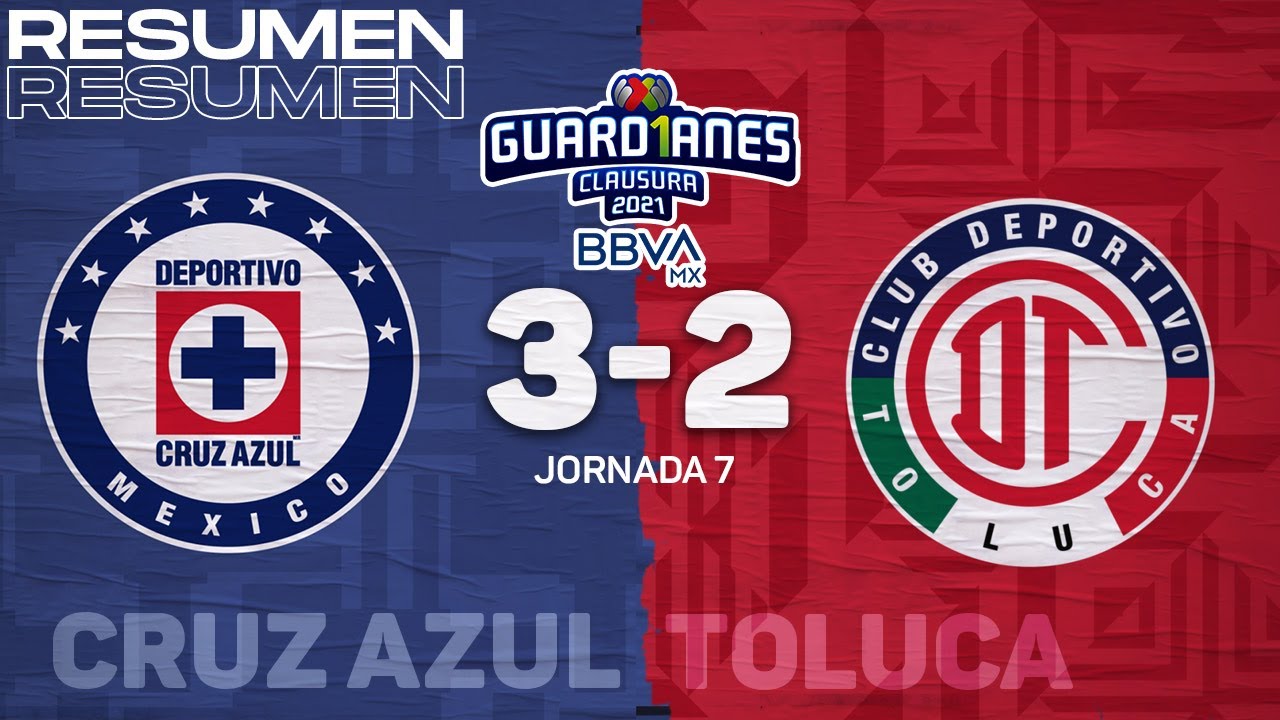 RESUMEN
RESUMEN
GUARD1ANES
CLAUSURA
2021
BBVA
MX
3-2
JORNADA 7
DEPORTIVO
CRUZ AZUL
MEXICO
CLUB DEPORTIVO
TOLUCA
CRUZ AZUL TOLUCA